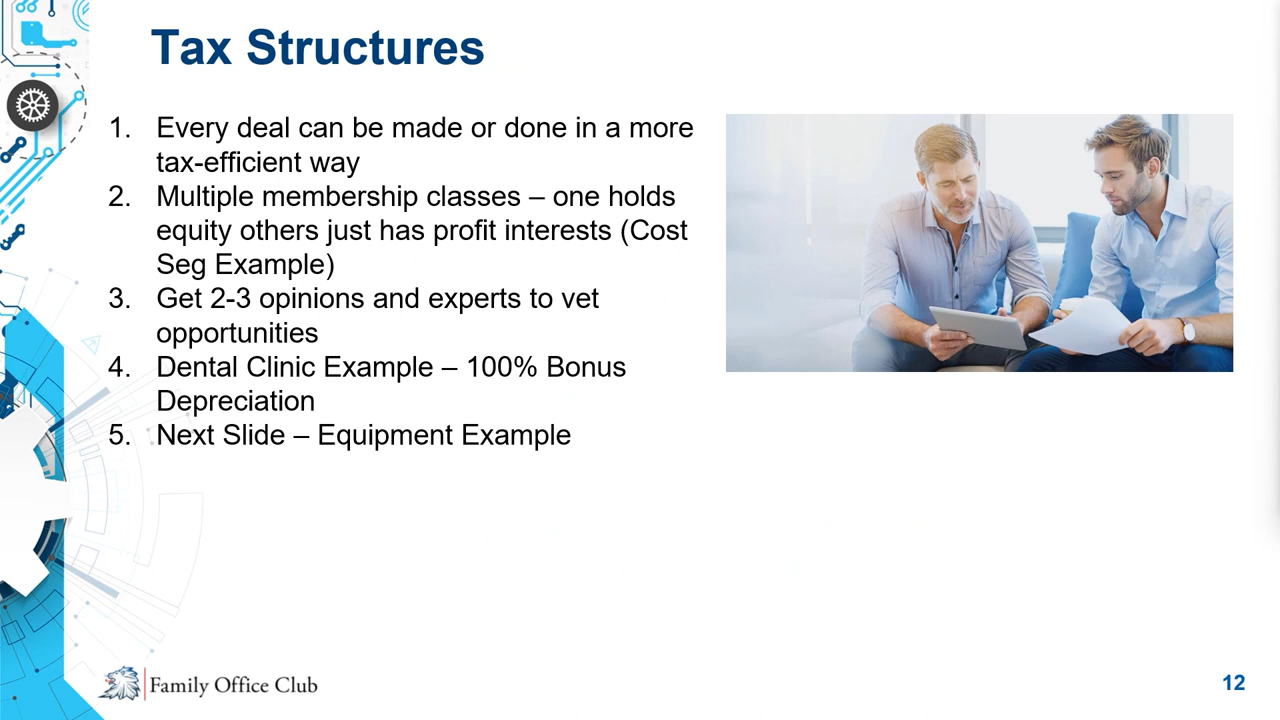 Tax Structures
1. Every deal can be made or done in a more
tax-efficient way
2. Multiple membership classes – one holds
equity others just has profit interests (Cost
Seg Example)
3. Get 2-3 opinions and experts to vet
opportunities
4. Dental Clinic Example – 100% Bonus
Depreciation
5. Next Slide – Equipment Example
Family Office Club
12